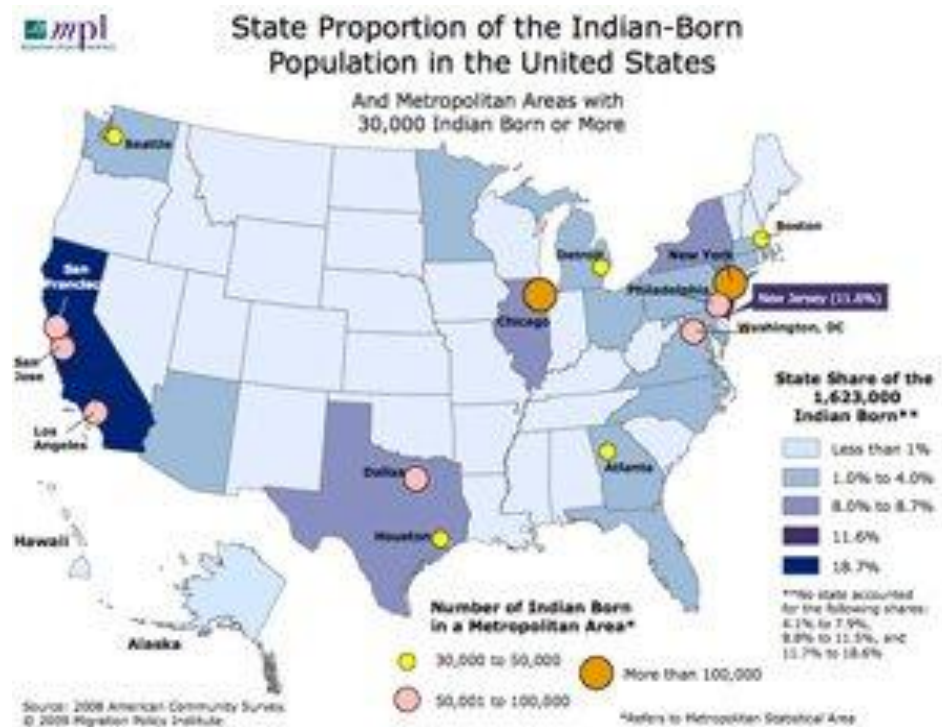 mpl
State Proportion of the Indian-Born
Population in the United States
And Metropolitan Areas with
30,000 Indian Born or More
Seattle
Boston
Detroit
New York
San
Francisc
Philadelphia
New Jersey (11.6%)
Chicago
Washington, DC
San
Jose
State Share of the
1,623,000
Indian Born**
Los
Angeles
Less than 1%
Dallas
Atlanta
1.0% to 4.0%
8.0% to 8.7%
Houston
11.6%
Hawaii
18.7%
**No state accounted
for the following shares:
4.1% to 7.9%,
8.8% to 11.5%, and
11.7% to 18.6%
Number of Indian Born
in a Metropolitan Area*
Alaska
30,000 to 50,000
More than 100,000
50,001 to 100,000
Source: 2008 American Community Survey.
© 2009 Migration Policy Institute.
*Refers to Metropolitan Statistical Area